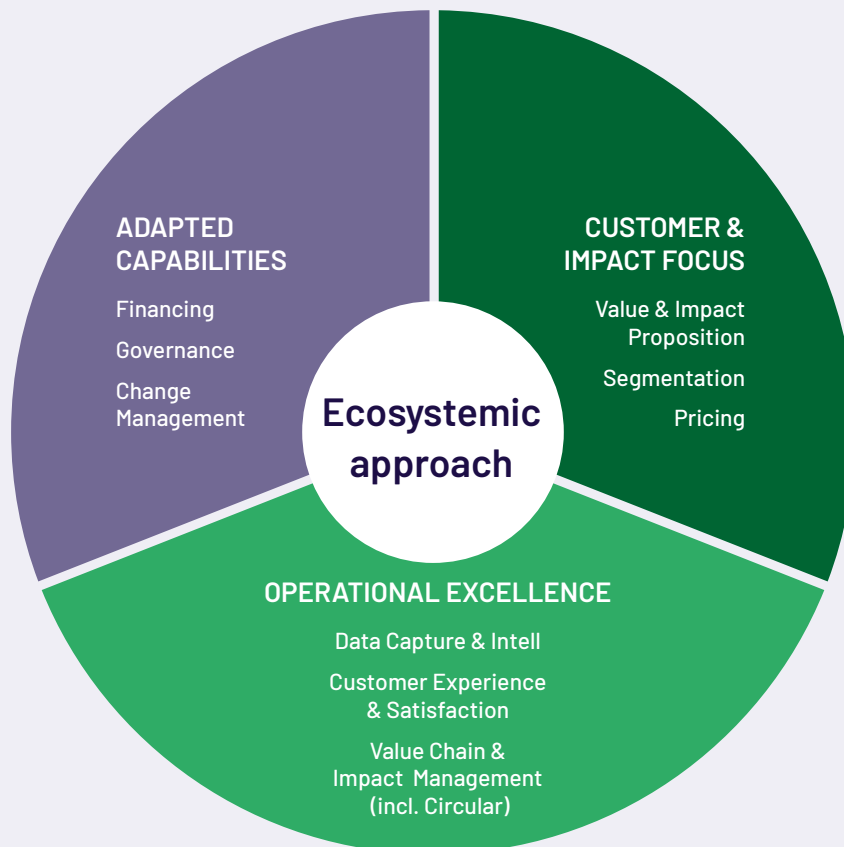 ADAPTED
CAPABILITIES
Financing
Governance
Change
Management
CUSTOMER &
IMPACT FOCUS
Value & Impact
Proposition
Segmentation
Pricing
Ecosystemic
approach
OPERATIONAL EXCELLENCE
Data Capture & Intell
Customer Experience
& Satisfaction
Value Chain &
Impact Management
(incl. Circular)